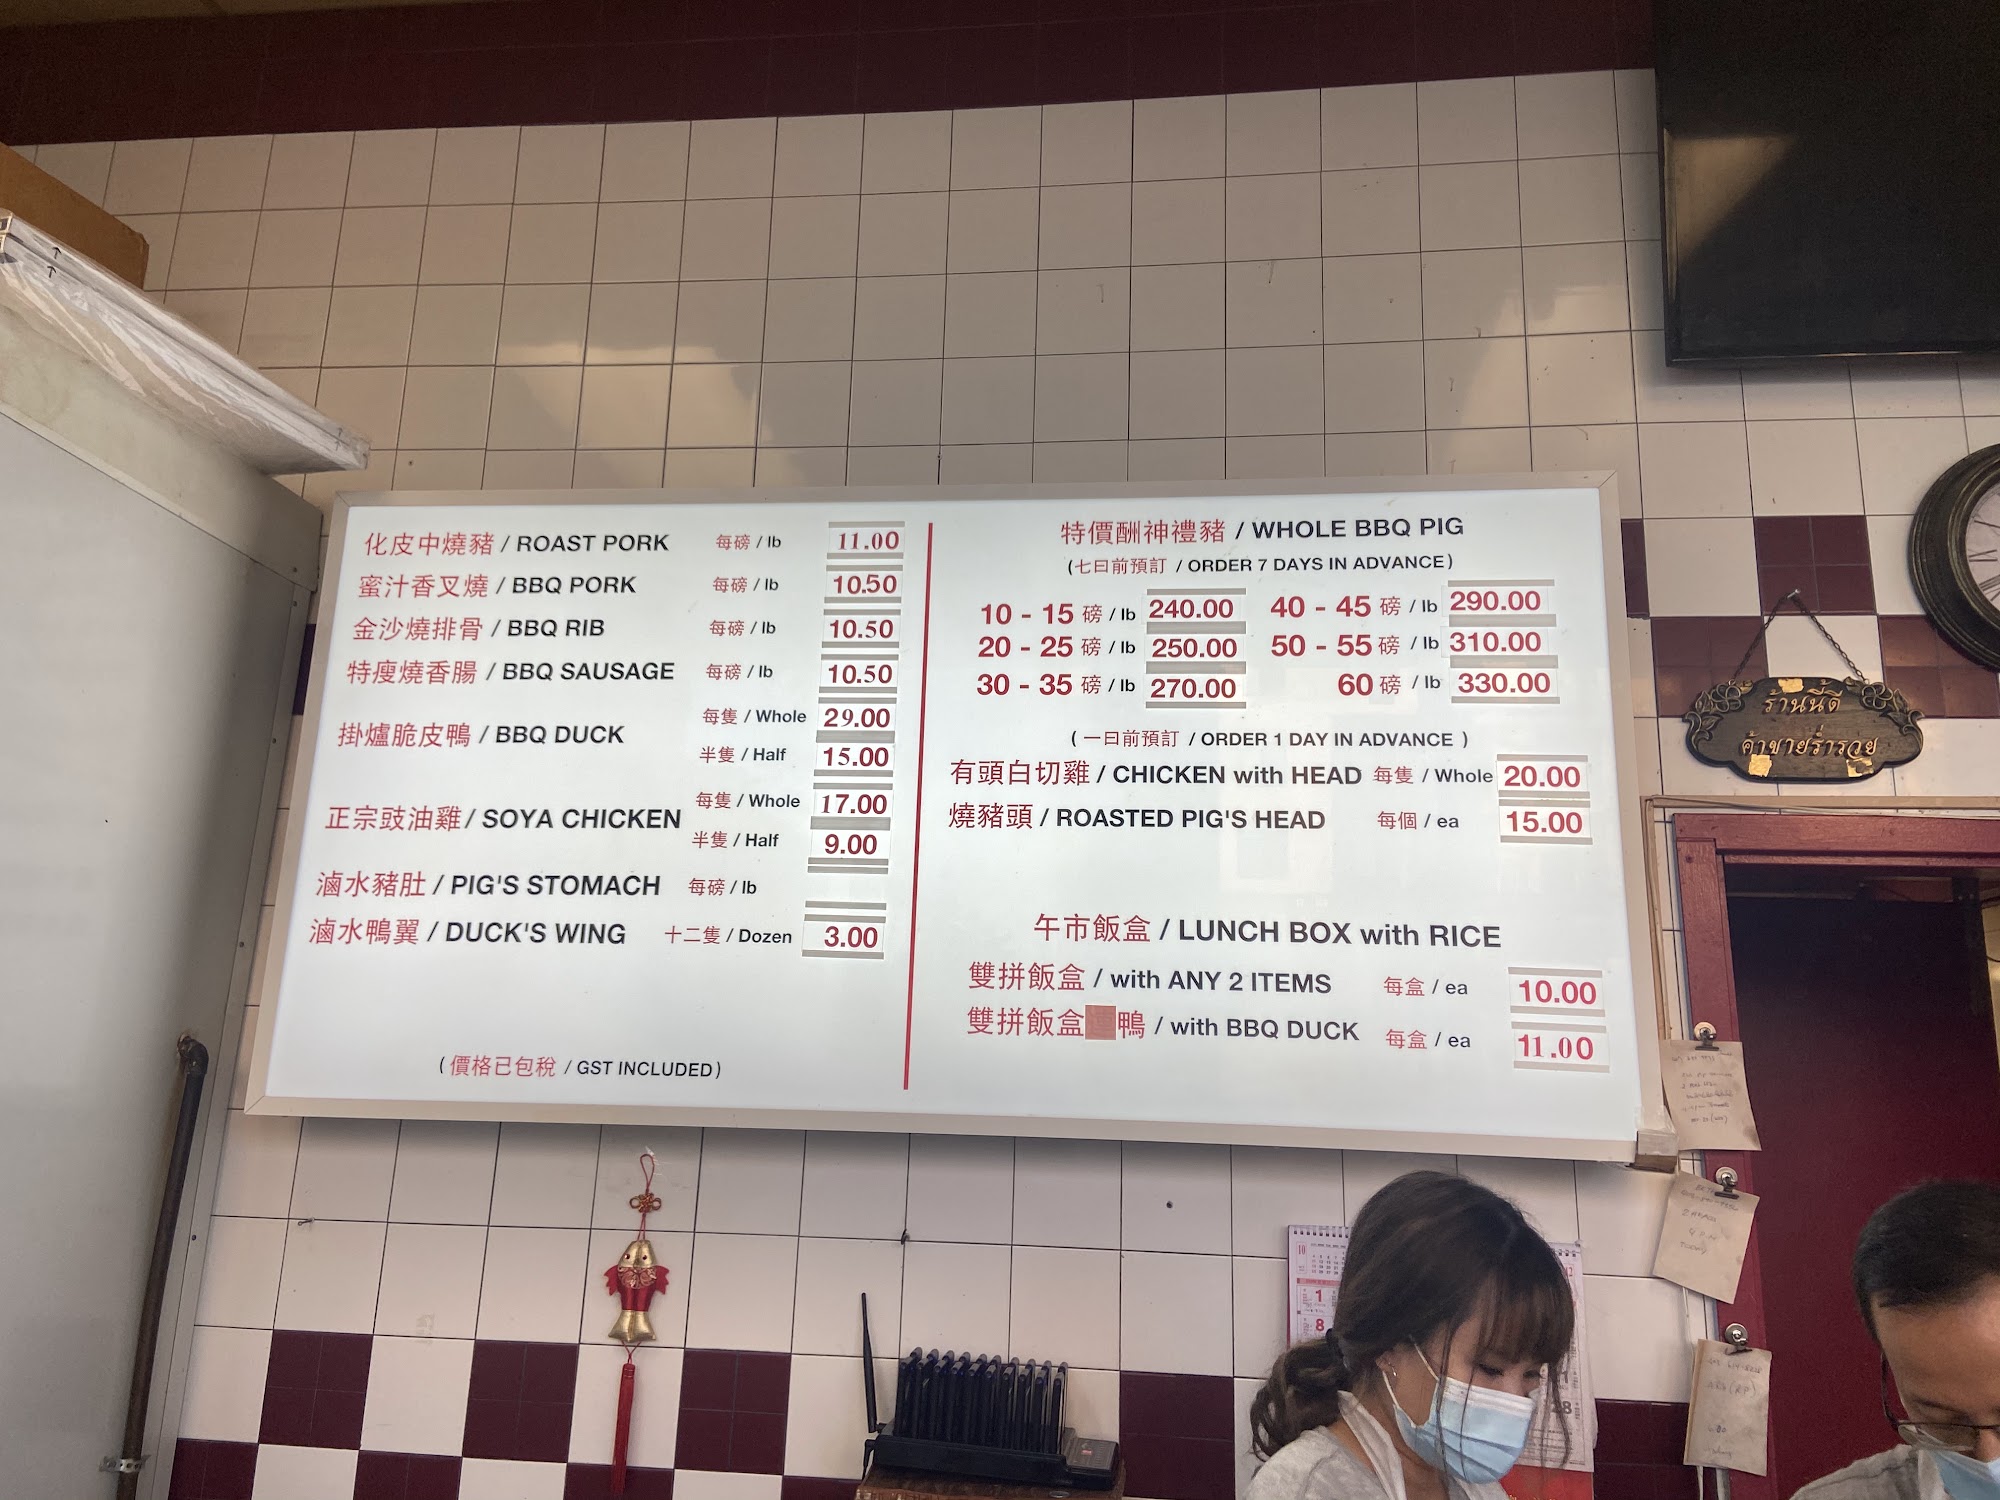 化皮中燒豬 / ROAST PORK 每磅 / lb 11.00
蜜汁香叉燒 / BBQ PORK 每磅 / lb 10.50
金沙燒排骨 / BBQ RIB 每磅 / lb 10.50
特瘦燒香腸 / BBQ SAUSAGE 每磅 / lb 10.50
掛爐脆皮鴨 / BBQ DUCK 每隻 / Whole 29.00
半隻 / Half 15.00
正宗豉油雞 / SOYA CHICKEN 每隻 / Whole 17.00
半隻 / Half 9.00
滷水豬肚 / PIG'S STOMACH 每磅 / lb
滷水鴨翼 / DUCK'S WING 十二隻 / Dozen 3.00
(價格已包稅 / GST INCLUDED)
特價酬神禮豬 / WHOLE BBQ PIG
(七日前預訂 / ORDER 7 DAYS IN ADVANCE)
10 - 15 磅 / lb 240.00 40 - 45 磅 / lb 290.00
20 - 25 磅 / lb 250.00 50 - 55 磅 / lb 310.00
30 - 35 磅 / lb 270.00 60 磅 / lb 330.00
(一日前預訂 / ORDER 1 DAY IN ADVANCE)
有頭白切雞 / CHICKEN with HEAD 每隻 / Whole 20.00
燒豬頭 / ROASTED PIG'S HEAD 每個 / ea 15.00
午市飯盒 / LUNCH BOX with RICE
雙拼飯盒 / with ANY 2 ITEMS 每盒 / ea 10.00
雙拼飯盒 鴨 / with BBQ DUCK 每盒 / ea 11.00
ร้านนี้ดี
ค้าขายร่ำรวย
10
1
8
28